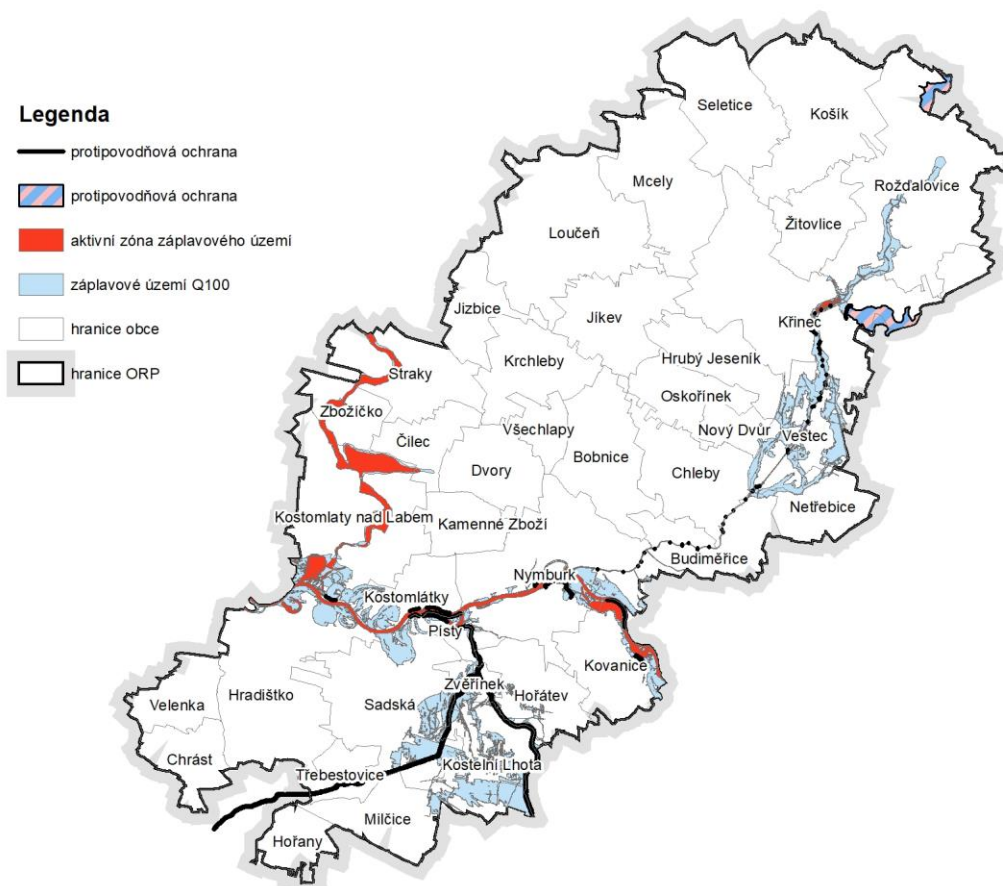 Legenda
protipovodňová ochrana
protipovodňová ochrana
aktivní zóna záplavového území
záplavové území Q100
hranice obce
hranice ORP
Seletice
Košík
Mcely
Rožďalovice
Žitovlice
Loučeň
Jizbice
Jíkev
Křinec
Straky
Krchleby
Hrubý Jeseník
Oskořínek
Zbožíčko
Všechlapy
Nový Dvůr
Vestec
Čilec
Dvory
Bobnice
Chleby
Kostomlaty nad Labem
Kamenné Zboží
Netřebice
Budiměřice
Nymburk
Kostomlátky
Písty
Kovanice
Zvěřínek
Hořátev
Velenka
Hradištko
Sadská
Chrást
Třebestovice
Kostelní Lhota
Milčice
Hořany